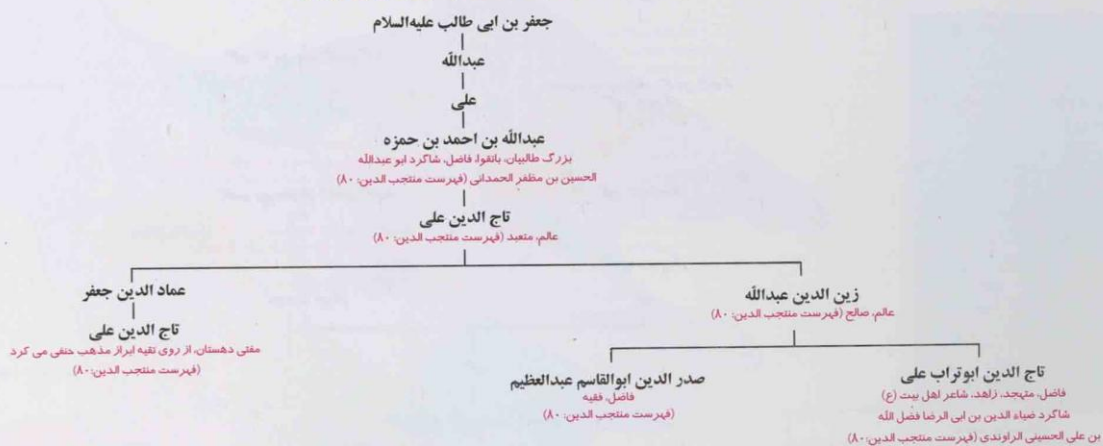 جعفر بن ابی طالب علیه‌السلام
عبدالله
علی
عبدالله بن احمد بن حمزه
بزرگ طالبیان، باتقوا، فاضل، شاگرد ابو عبدالله
الحسین بن مظفر الحمدانی (فهرست منتجب الدین: ۸۰)
تاج الدین علی
عالم، متعبد (فهرست منتجب الدین: ۸۰)
زین الدین عبدالله
عالم، صالح (فهرست منتجب الدین: ۸۰)
عماد الدین جعفر
تاج الدین علی
مفتی دهستان، از روی تقیه ابراز مذهب حنفی می کرد
(فهرست منتجب الدین: ۸۰)
تاج الدین ابوتراب علی
فاضل، متهجد، زاهد، شاعر اهل بیت (ع)
شاگرد ضیاء الدین بن ابی الرضا فضل الله
بن علی الحسینی الراوندی (فهرست منتجب الدین: ۸۰)
صدر الدین ابوالقاسم عبدالعظیم
فاضل، فقیه
(فهرست منتجب الدین: ۸۰)